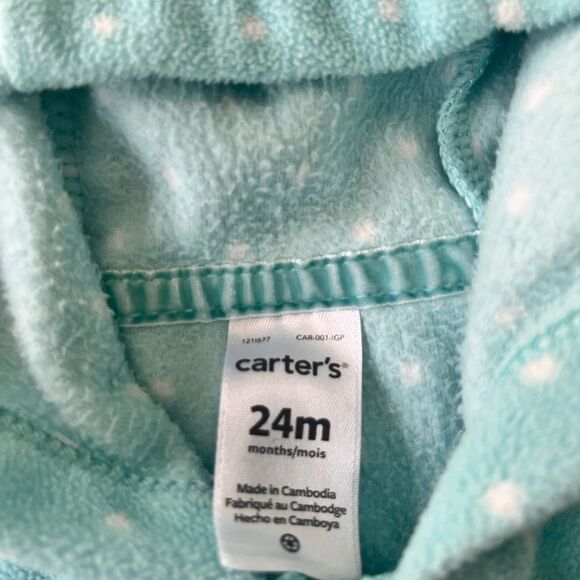 121I677 CAR-001-IGP
carter's®
24m
months/mois
Made in Cambodia
Fabriqué au Cambodge
Hecho en Camboya